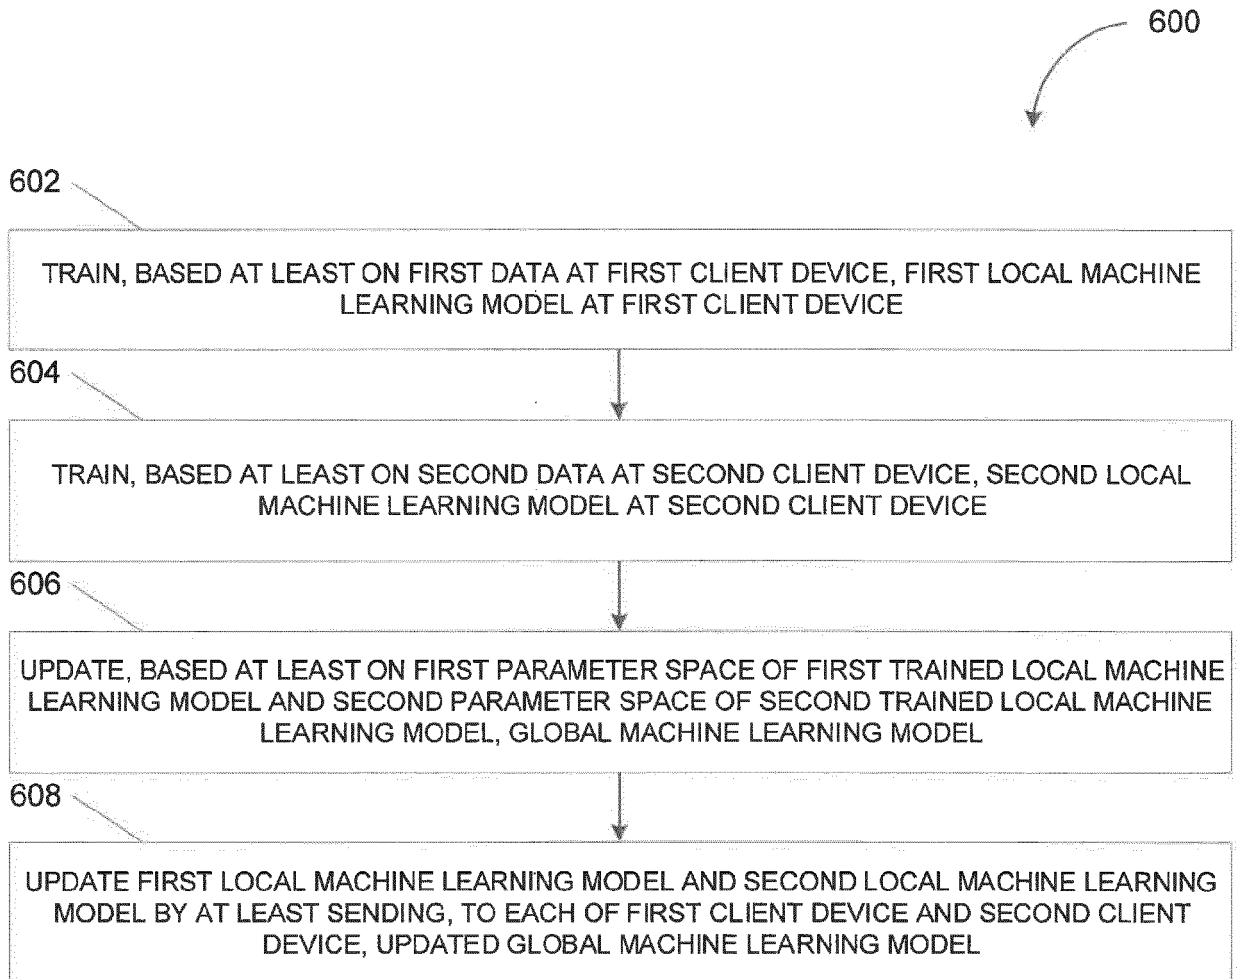 600
602
TRAIN, BASED AT LEAST ON FIRST DATA AT FIRST CLIENT DEVICE, FIRST LOCAL MACHINE
LEARNING MODEL AT FIRST CLIENT DEVICE
604
TRAIN, BASED AT LEAST ON SECOND DATA AT SECOND CLIENT DEVICE, SECOND LOCAL
MACHINE LEARNING MODEL AT SECOND CLIENT DEVICE
606
UPDATE, BASED AT LEAST ON FIRST PARAMETER SPACE OF FIRST TRAINED LOCAL MACHINE
LEARNING MODEL AND SECOND PARAMETER SPACE OF SECOND TRAINED LOCAL MACHINE
LEARNING MODEL, GLOBAL MACHINE LEARNING MODEL
608
UPDATE FIRST LOCAL MACHINE LEARNING MODEL AND SECOND LOCAL MACHINE LEARNING
MODEL BY AT LEAST SENDING, TO EACH OF FIRST CLIENT DEVICE AND SECOND CLIENT
DEVICE, UPDATED GLOBAL MACHINE LEARNING MODEL